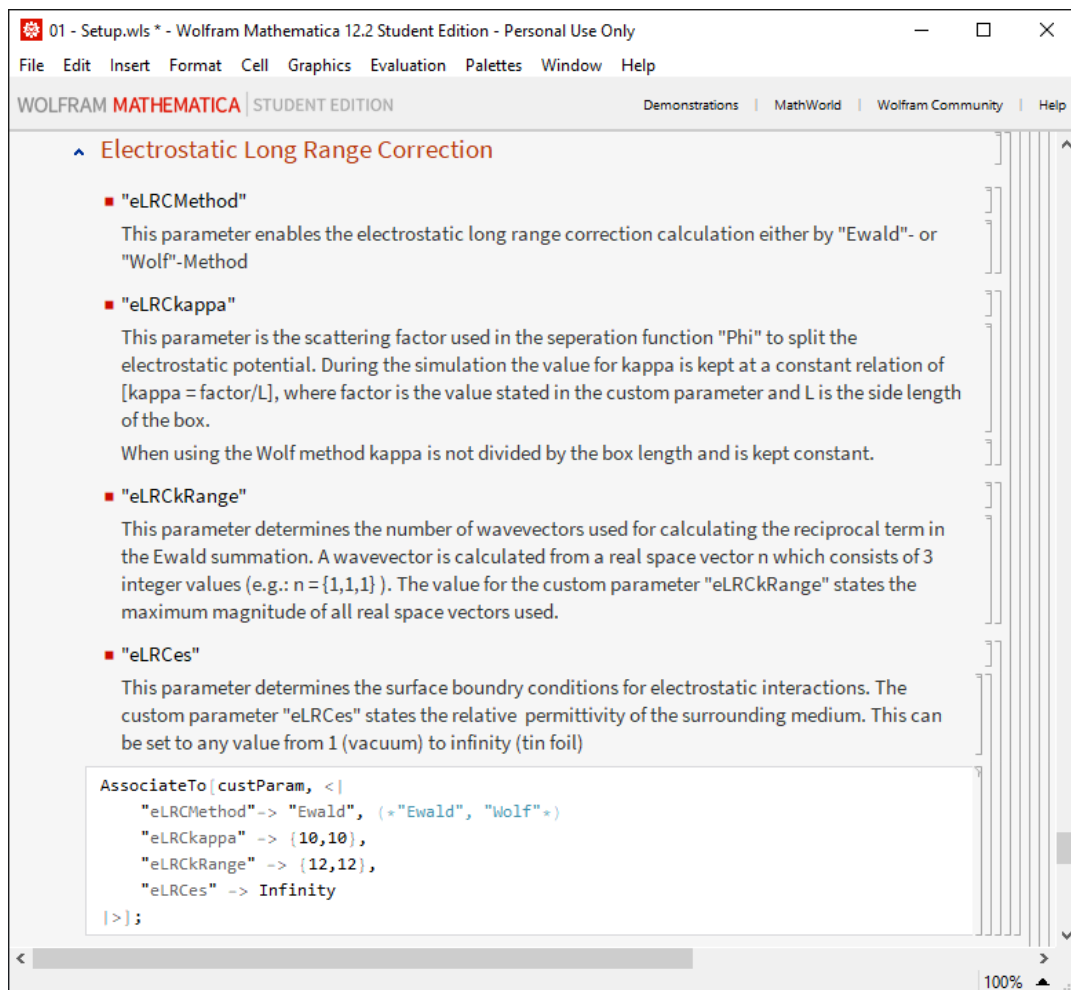 01 - Setup.wls * - Wolfram Mathematica 12.2 Student Edition - Personal Use Only
File Edit Insert Format Cell Graphics Evaluation Palettes Window Help
WOLFRAM MATHEMATICA STUDENT EDITION Demonstrations | MathWorld | Wolfram Community | Help
Electrostatic Long Range Correction
"eLRCMethod"
This parameter enables the electrostatic long range correction calculation either by "Ewald"- or
"Wolf"-Method
"eLRCkappa"
This parameter is the scattering factor used in the seperation function "Phi" to split the
electrostatic potential. During the simulation the value for kappa is kept at a constant relation of
[kappa = factor/L], where factor is the value stated in the custom parameter and L is the side length
of the box.
When using the Wolf method kappa is not divided by the box length and is kept constant.
"eLRCkRange"
This parameter determines the number of wavevectors used for calculating the reciprocal term in
the Ewald summation. A wavevector is calculated from a real space vector n which consists of 3
integer values (e.g.: n = {1,1,1} ). The value for the custom parameter "eLRCkRange" states the
maximum magnitude of all real space vectors used.
"eLRCes"
This parameter determines the surface boundry conditions for electrostatic interactions. The
custom parameter "eLRCes" states the relative permittivity of the surrounding medium. This can
be set to any value from 1 (vacuum) to infinity (tin foil)
AssociateTo[custParam, <|
"eLRCMethod"-> "Ewald", (*"Ewald", "Wolf"*)
"eLRCkappa" -> {10,10},
"eLRCkRange" -> {12,12},
"eLRCes" -> Infinity
|>];
100%